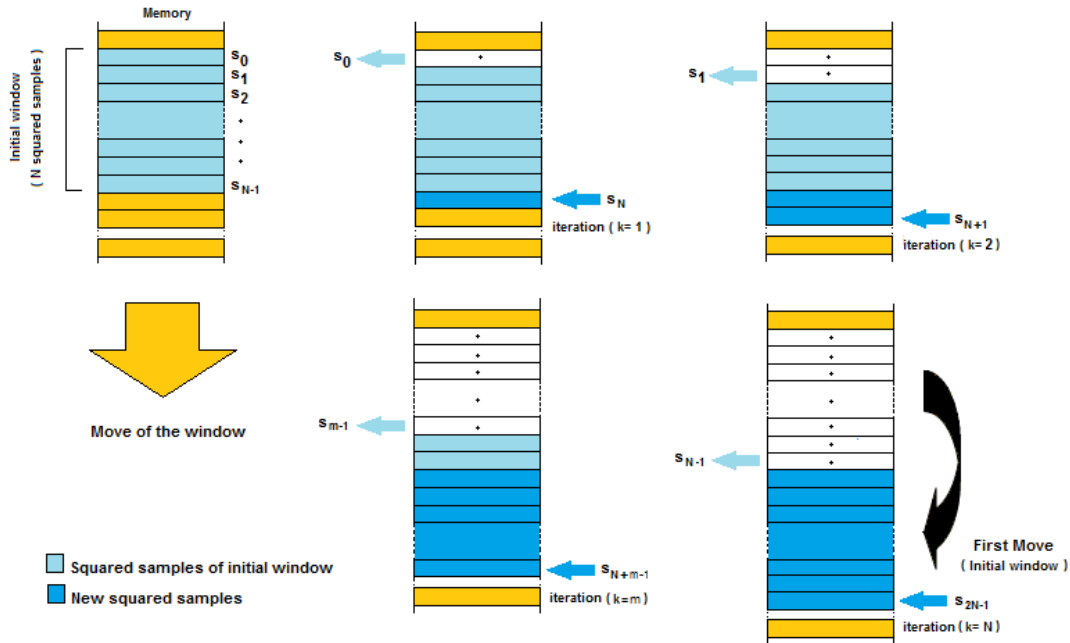 Memory
Initial window
( N squared samples )
s0
s1
s2
sN-1
s0
sN
iteration ( k= 1 )
s1
sN+1
iteration ( k= 2 )
Move of the window
sm-1
sN+m-1
iteration ( k=m )
sN-1
First Move
( Initial window )
s2N-1
iteration ( k= N )
Squared samples of initial window
New squared samples